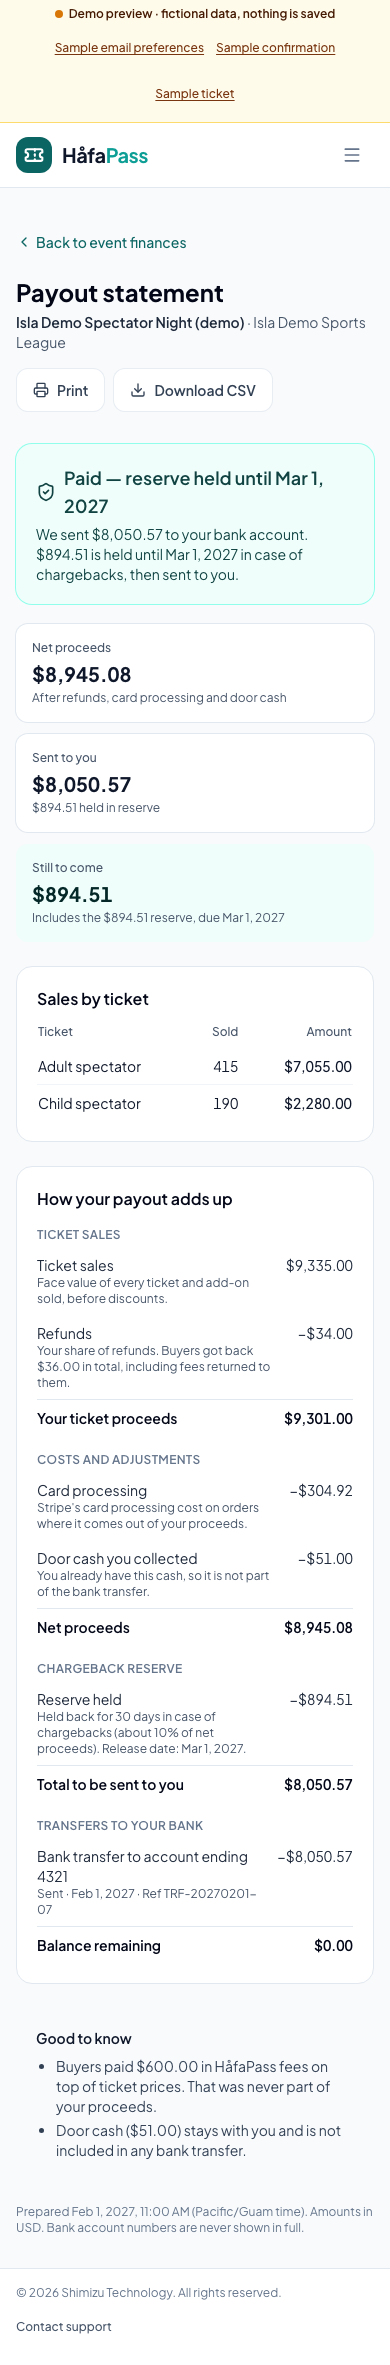 Demo preview · fictional data, nothing is saved
Sample email preferences Sample confirmation
Sample ticket
HåfaPass
Back to event finances
Payout statement
Isla Demo Spectator Night (demo) · Isla Demo Sports
League
Print Download CSV
Paid — reserve held until Mar 1,
2027
We sent $8,050.57 to your bank account.
$894.51 is held until Mar 1, 2027 in case of
chargebacks, then sent to you.
Net proceeds
$8,945.08
After refunds, card processing and door cash
Sent to you
$8,050.57
$894.51 held in reserve
Still to come
$894.51
Includes the $894.51 reserve, due Mar 1, 2027
Sales by ticket
Ticket Sold Amount
Adult spectator 415 $7,055.00
Child spectator 190 $2,280.00
How your payout adds up
TICKET SALES
Ticket sales $9,335.00
Face value of every ticket and add-on
sold, before discounts.
Refunds −$34.00
Your share of refunds. Buyers got back
$36.00 in total, including fees returned to
them.
Your ticket proceeds $9,301.00
COSTS AND ADJUSTMENTS
Card processing −$304.92
Stripe's card processing cost on orders
where it comes out of your proceeds.
Door cash you collected −$51.00
You already have this cash, so it is not part
of the bank transfer.
Net proceeds $8,945.08
CHARGEBACK RESERVE
Reserve held −$894.51
Held back for 30 days in case of
chargebacks (about 10% of net
proceeds). Release date: Mar 1, 2027.
Total to be sent to you $8,050.57
TRANSFERS TO YOUR BANK
Bank transfer to account ending −$8,050.57
4321
Sent · Feb 1, 2027 · Ref TRF-20270201-
07
Balance remaining $0.00
Good to know
• Buyers paid $600.00 in HåfaPass fees on
top of ticket prices. That was never part of
your proceeds.
• Door cash ($51.00) stays with you and is not
included in any bank transfer.
Prepared Feb 1, 2027, 11:00 AM (Pacific/Guam time). Amounts in
USD. Bank account numbers are never shown in full.
© 2026 Shimizu Technology. All rights reserved.
Contact support